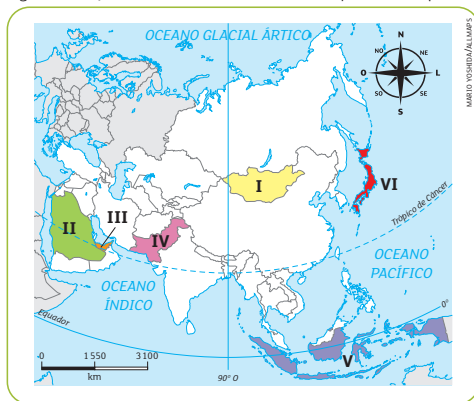 OCEANO GLACIAL ÁRTICO
MARIO YOSHIDA/ALLMAPS
N
NO
NE
O
L
SO
SE
S
I
VI
II
III
IV
Trópico de Câncer
OCEANO
PACÍFICO
OCEANO
ÍNDICO
Equador
0°
V
0
1 550
3 100
km
90° O